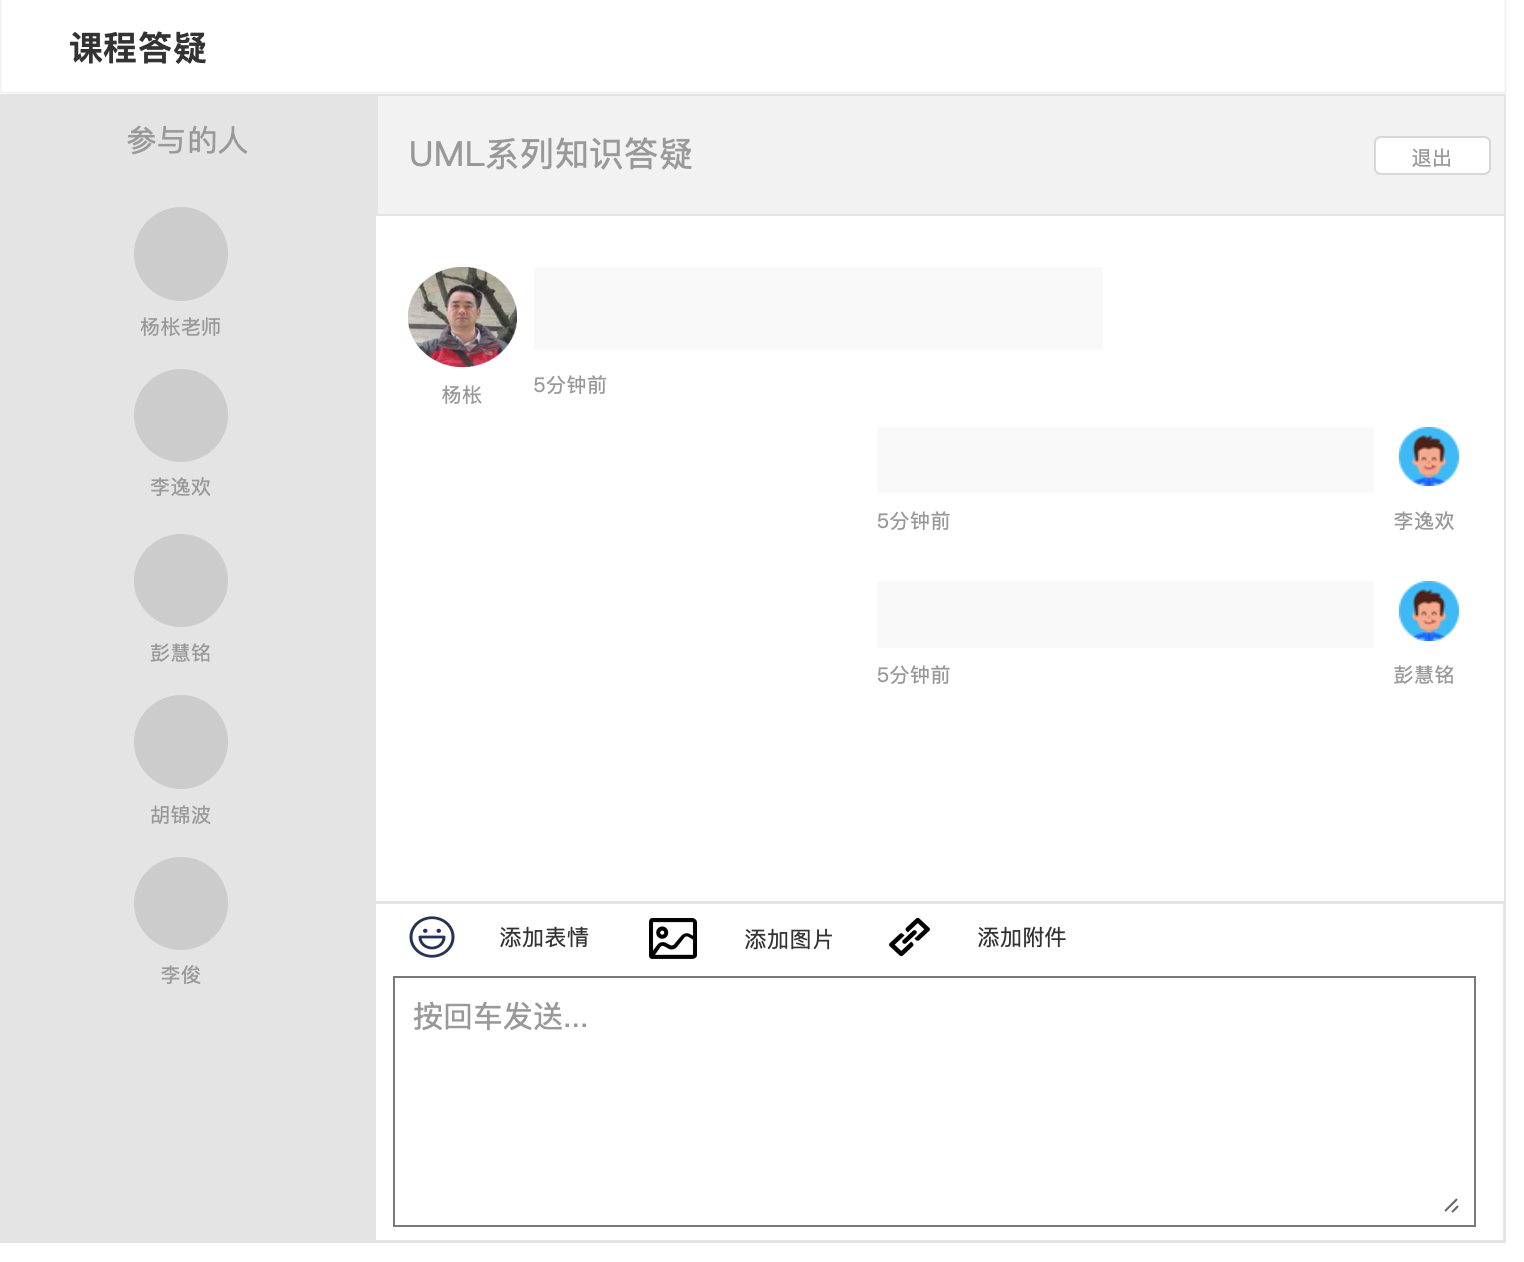 课程答疑
参与的人
杨枨老师
李逸欢
彭慧铭
胡锦波
李俊
UML系列知识答疑
退出
杨枨
5分钟前
5分钟前
李逸欢
5分钟前
彭慧铭
添加表情
添加图片
添加附件
按回车发送...